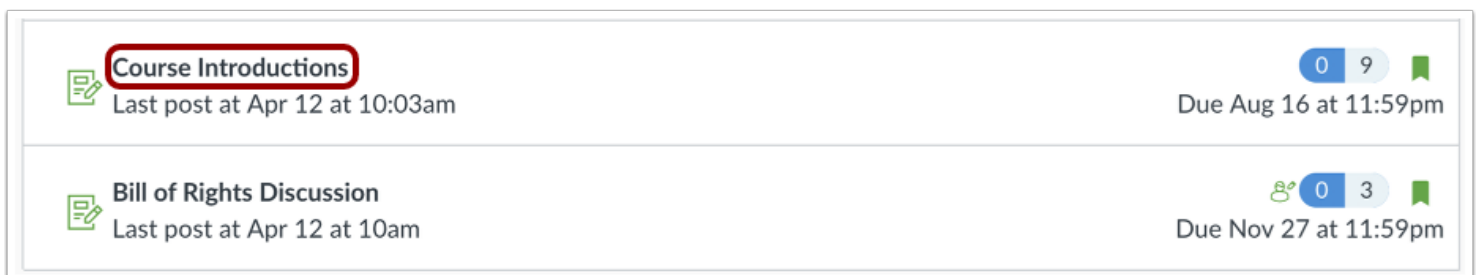 Course Introductions
0 9
Last post at Apr 12 at 10:03am
Due Aug 16 at 11:59pm
Bill of Rights Discussion
0 3
Last post at Apr 12 at 10am
Due Nov 27 at 11:59pm